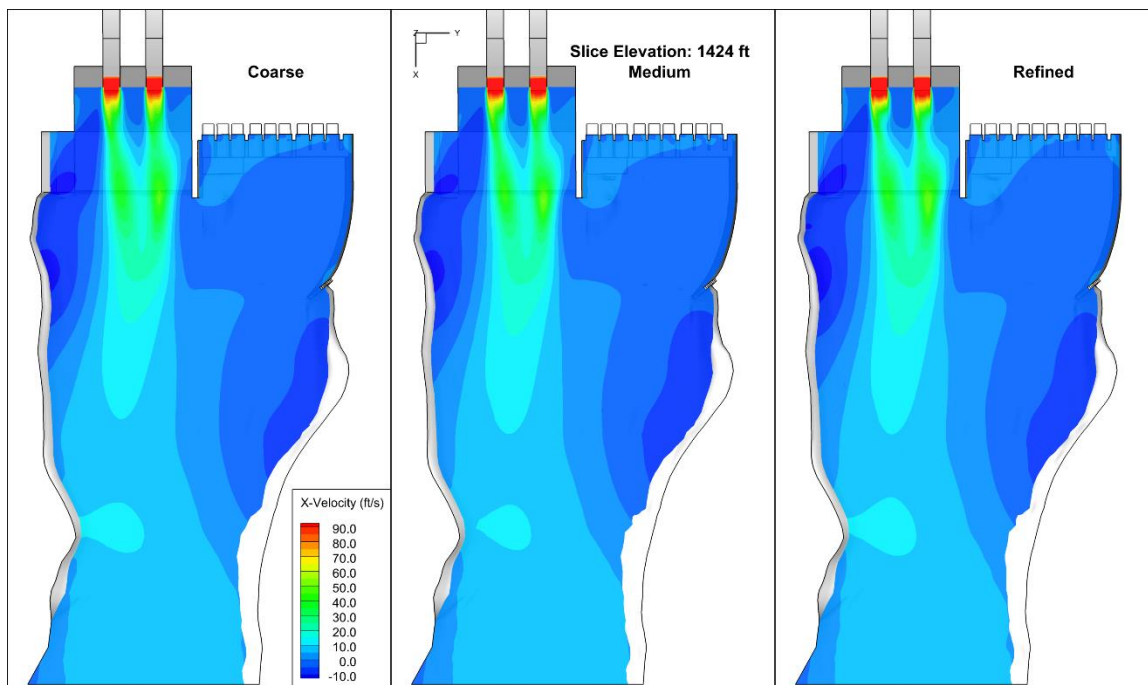 Coarse
Z
Y
X
Slice Elevation: 1424 ft
Medium
Refined
X-Velocity (ft/s)
90.0
80.0
70.0
60.0
50.0
40.0
30.0
20.0
10.0
0.0
-10.0